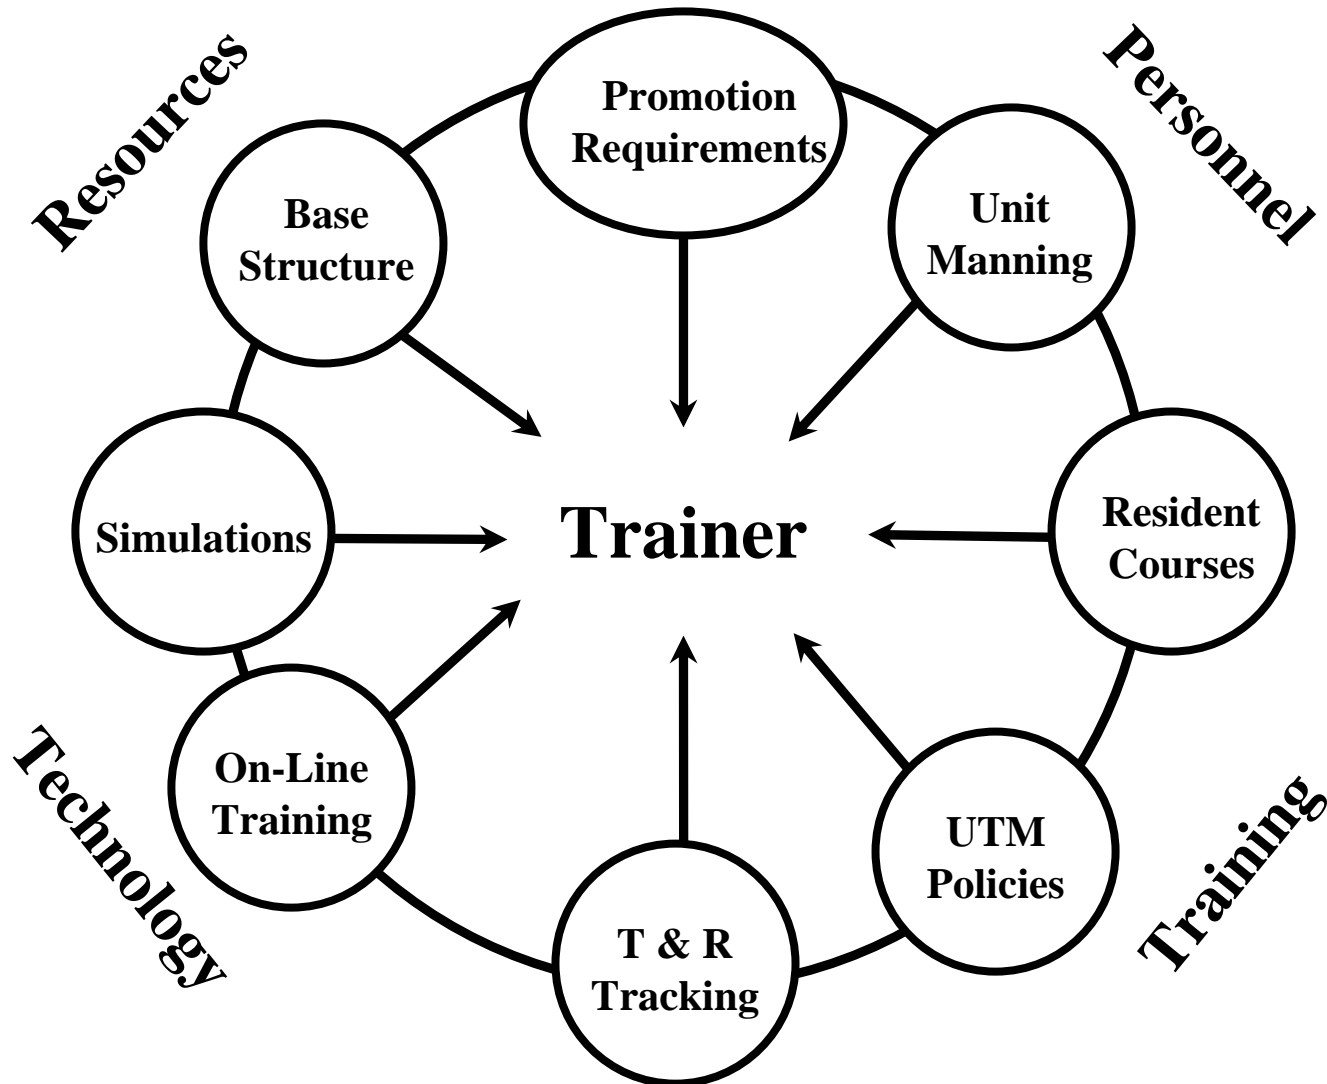 Resources
Personnel
Promotion
Requirements
Base
Structure
Unit
Manning
Simulations
Trainer
Resident
Courses
On-Line
Training
UTM
Policies
T & R
Tracking
Technology
Training